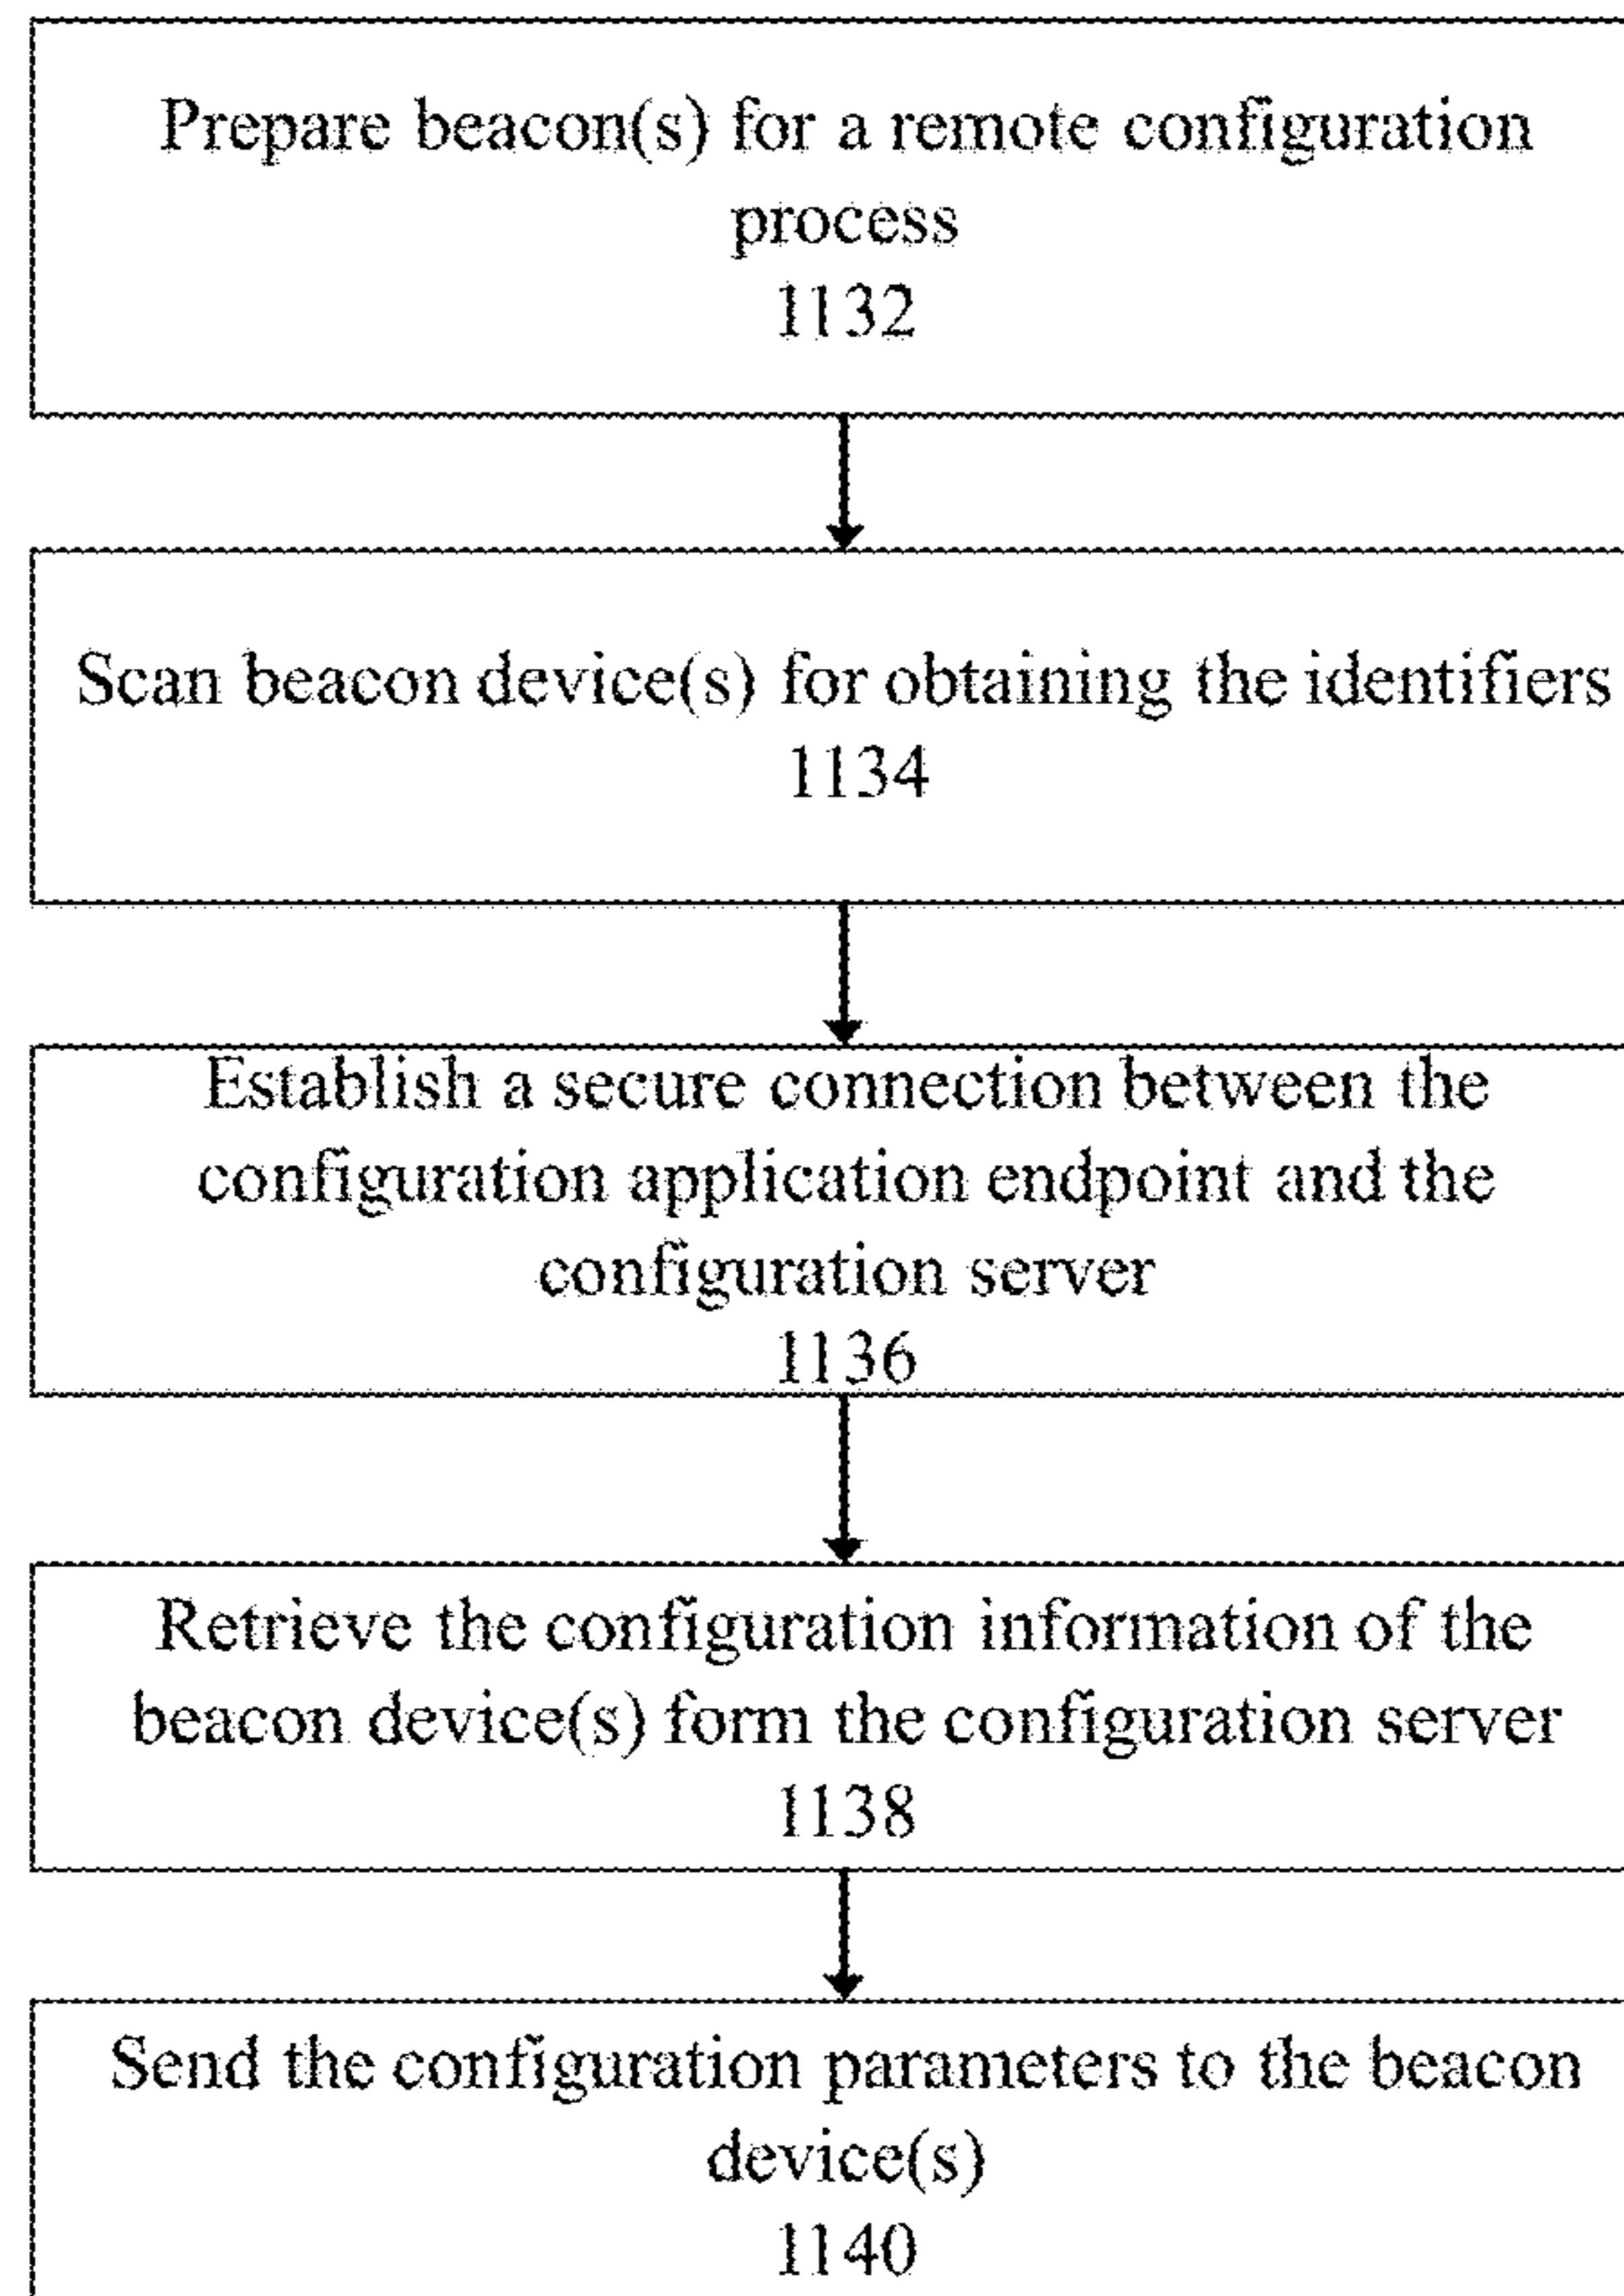 Prepare beacon(s) for a remote configuration
process
1132
Scan beacon device(s) for obtaining the identifiers
1134
Establish a secure connection between the
configuration application endpoint and the
configuration server
1136
Retrieve the configuration information of the
beacon device(s) form the configuration server
1138
Send the configuration parameters to the beacon
device(s)
1140